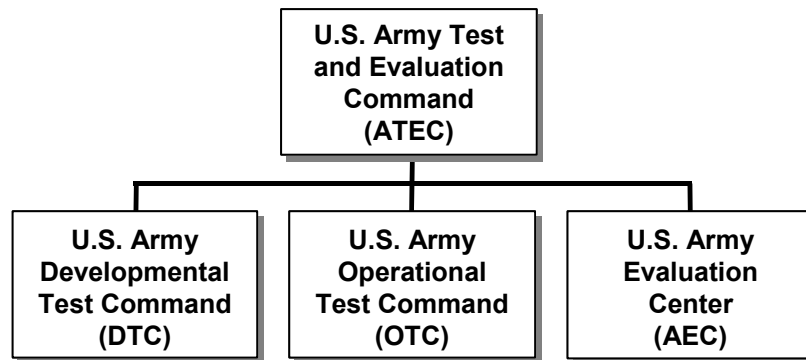 U.S. Army Test
and Evaluation
Command
(ATEC)
U.S. Army
Developmental
Test Command
(DTC)
U.S. Army
Operational
Test Command
(OTC)
U.S. Army
Evaluation
Center
(AEC)